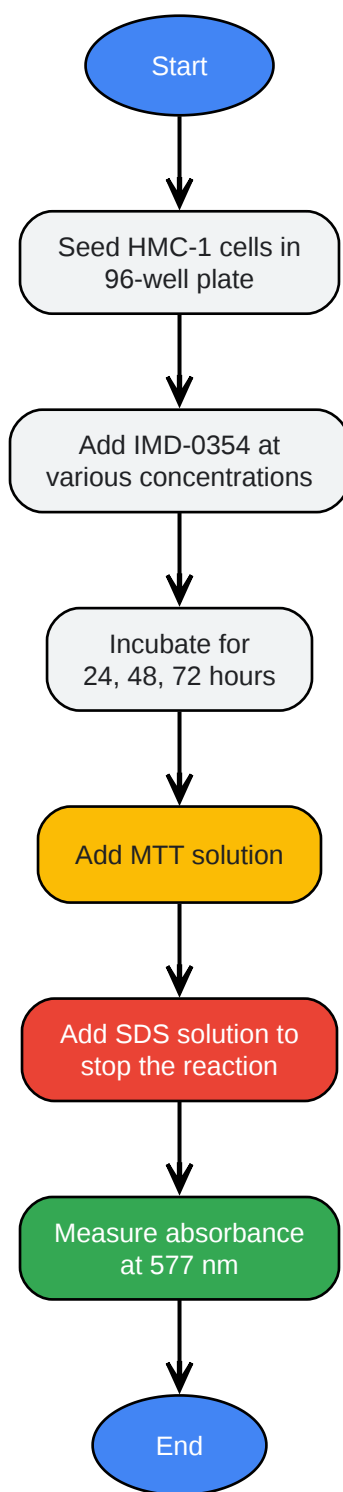 Start
Seed HMC-1 cells in
96-well plate
Add IMD-0354 at
various concentrations
Incubate for
24, 48, 72 hours
Add MTT solution
Add SDS solution to
stop the reaction
Measure absorbance
at 577 nm
End